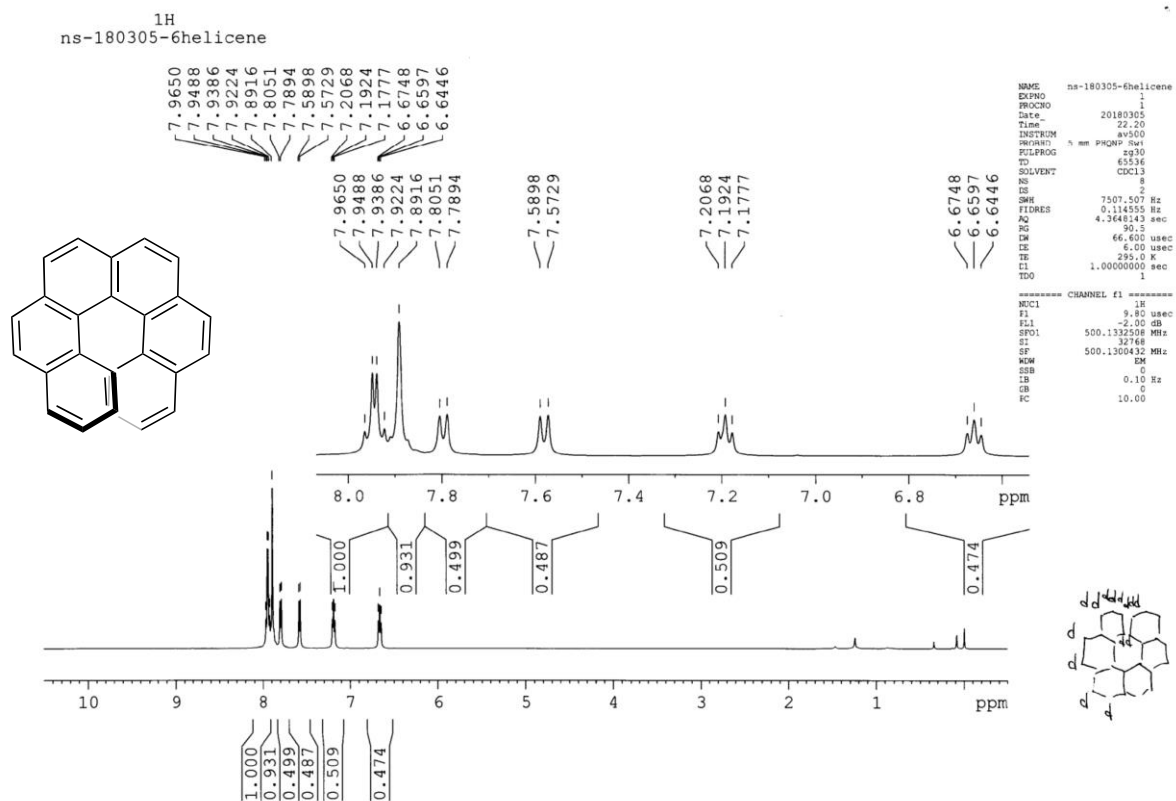 1H
ns-180305-6helicene
7.9650
7.9488
7.9386
7.9224
7.8916
7.8051
7.7894
7.5898
7.5729
7.2068
7.1924
7.1777
6.6748
6.6597
6.6446
7.9650
7.9488
7.9386
7.9224
7.8916
7.8051
7.7894
7.5898
7.5729
7.2068
7.1924
7.1777
6.6748
6.6597
6.6446
NAME ns-180305-6helicene
EXPNO 1
PROCNO 1
Date_ 20180305
Time 22.20
INSTRUM av500
PROBHD 5 mm PHQNP Swi
PULPROG zg30
TD 65536
SOLVENT CDCl3
NS 8
DS 2
SWH 7507.507 Hz
FIDRES 0.114555 Hz
AQ 4.3648143 sec
RG 90.5
DW 66.600 usec
DE 6.00 usec
TE 295.0 K
D1 1.00000000 sec
TD0 1
======== CHANNEL f1 ========
NUC1 1H
P1 9.80 usec
PL1 -2.00 dB
SFO1 500.1332508 MHz
SI 32768
SF 500.1300432 MHz
WDW EM
SSB 0
LB 0.10 Hz
GB 0
PC 10.00
8.0 7.8 7.6 7.4 7.2 7.0 6.8 ppm
1.000
0.931
0.499
0.487
0.509
0.474
10 9 8 7 6 5 4 3 2 1 ppm
1.000
0.931
0.499
0.487
0.509
0.474